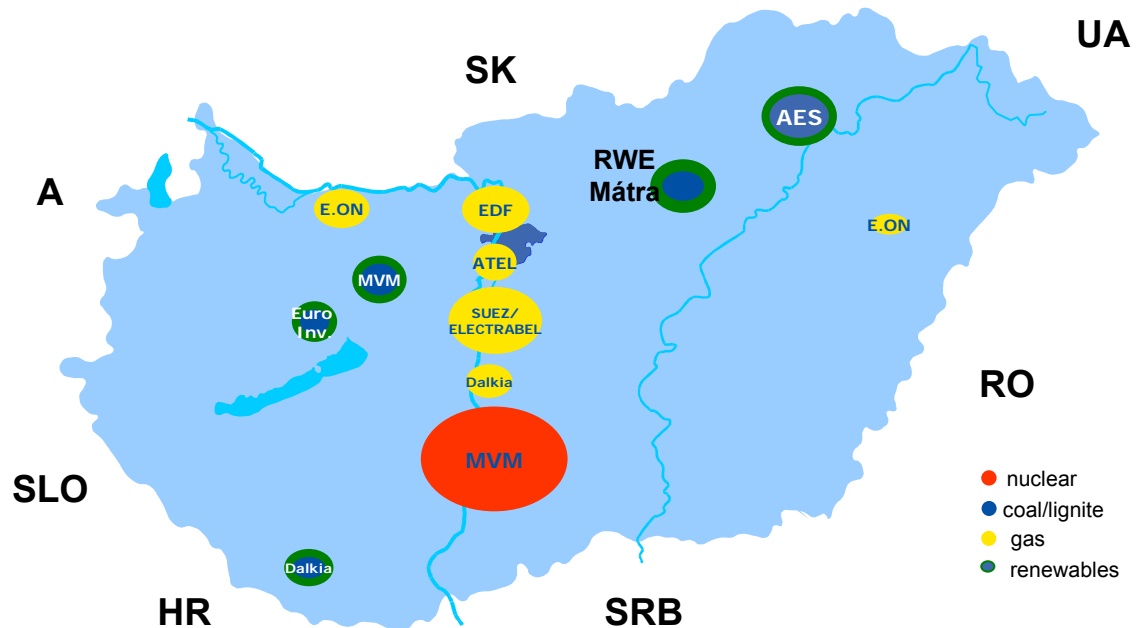 UA
SK
AES
RWE
Mátra
A
E.ON
EDF
E.ON
ATEL
MVM
Euro
Inv.
SUEZ/
ELECTRABEL
Dalkia
RO
MVM
SLO
nuclear
coal/lignite
gas
renewables
Dalkia
HR
SRB